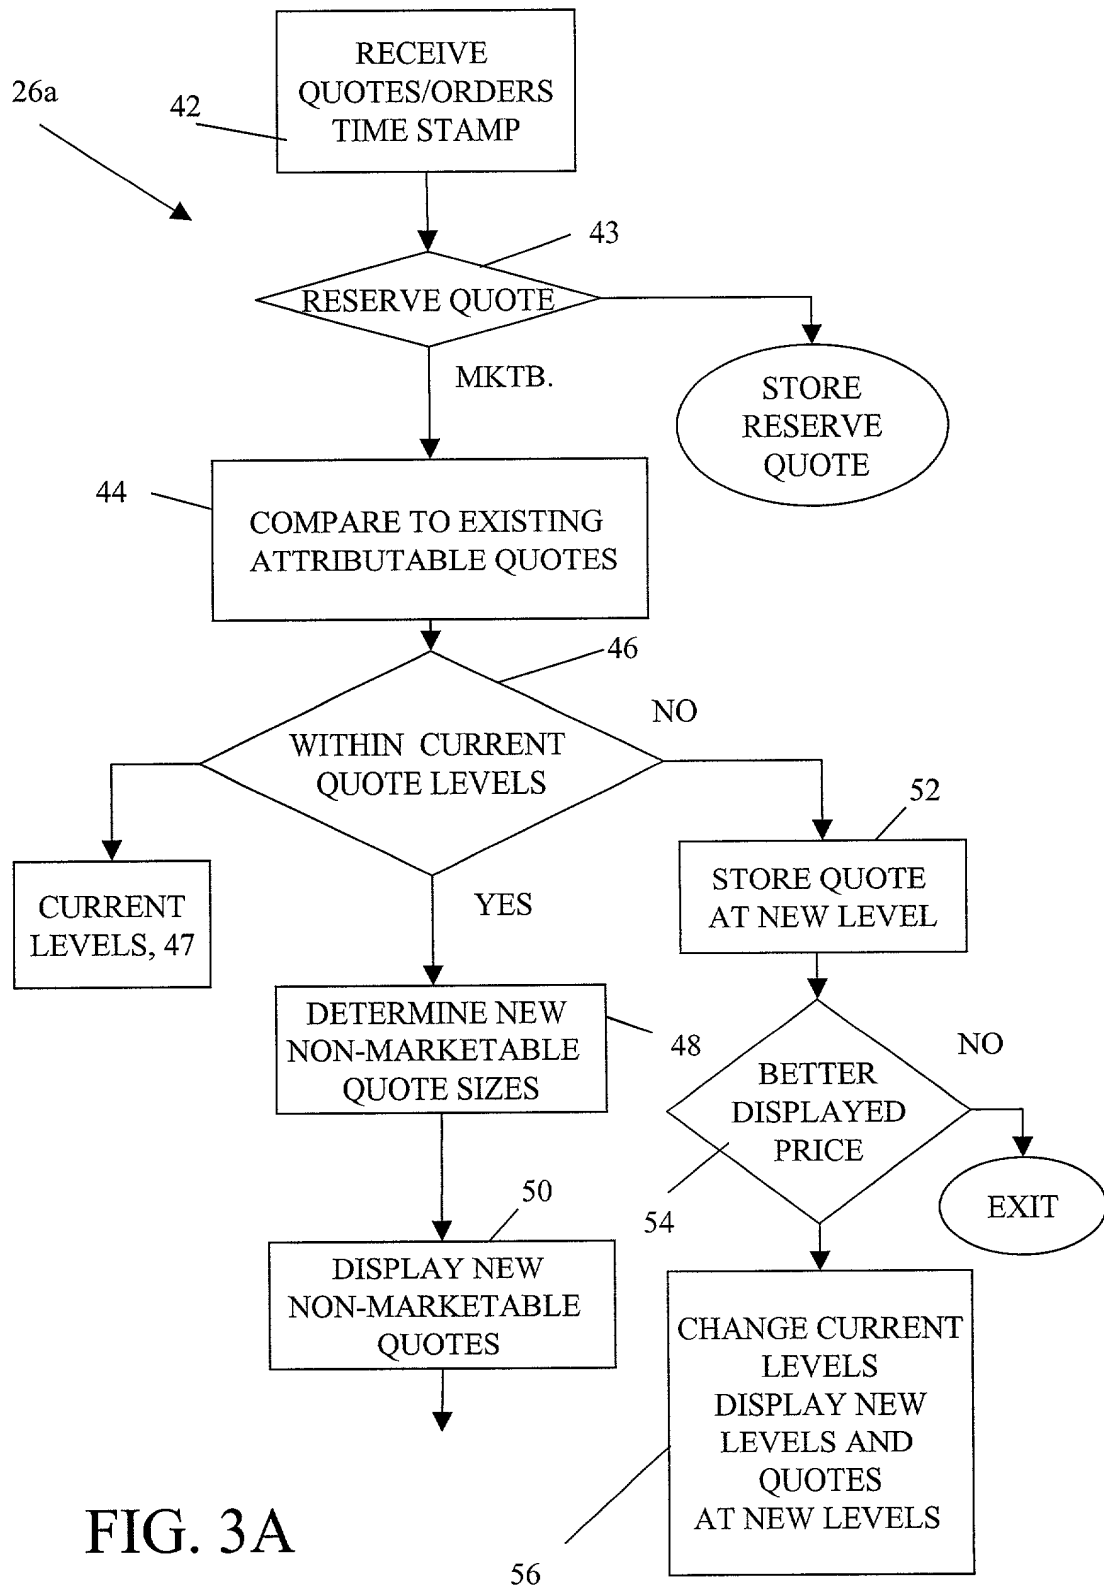 RECEIVE
QUOTES/ORDERS
TIME STAMP
26a
42
43
RESERVE QUOTE
MKTB.
STORE
RESERVE
QUOTE
44
COMPARE TO EXISTING
ATTRIBUTABLE QUOTES
46
NO
WITHIN CURRENT
QUOTE LEVELS
52
CURRENT
LEVELS, 47
YES
STORE QUOTE
AT NEW LEVEL
DETERMINE NEW
NON-MARKETABLE
QUOTE SIZES
48
NO
BETTER
DISPLAYED
PRICE
54
EXIT
50
DISPLAY NEW
NON-MARKETABLE
QUOTES
CHANGE CURRENT
LEVELS
DISPLAY NEW
LEVELS AND
QUOTES
AT NEW LEVELS
56
FIG. 3A